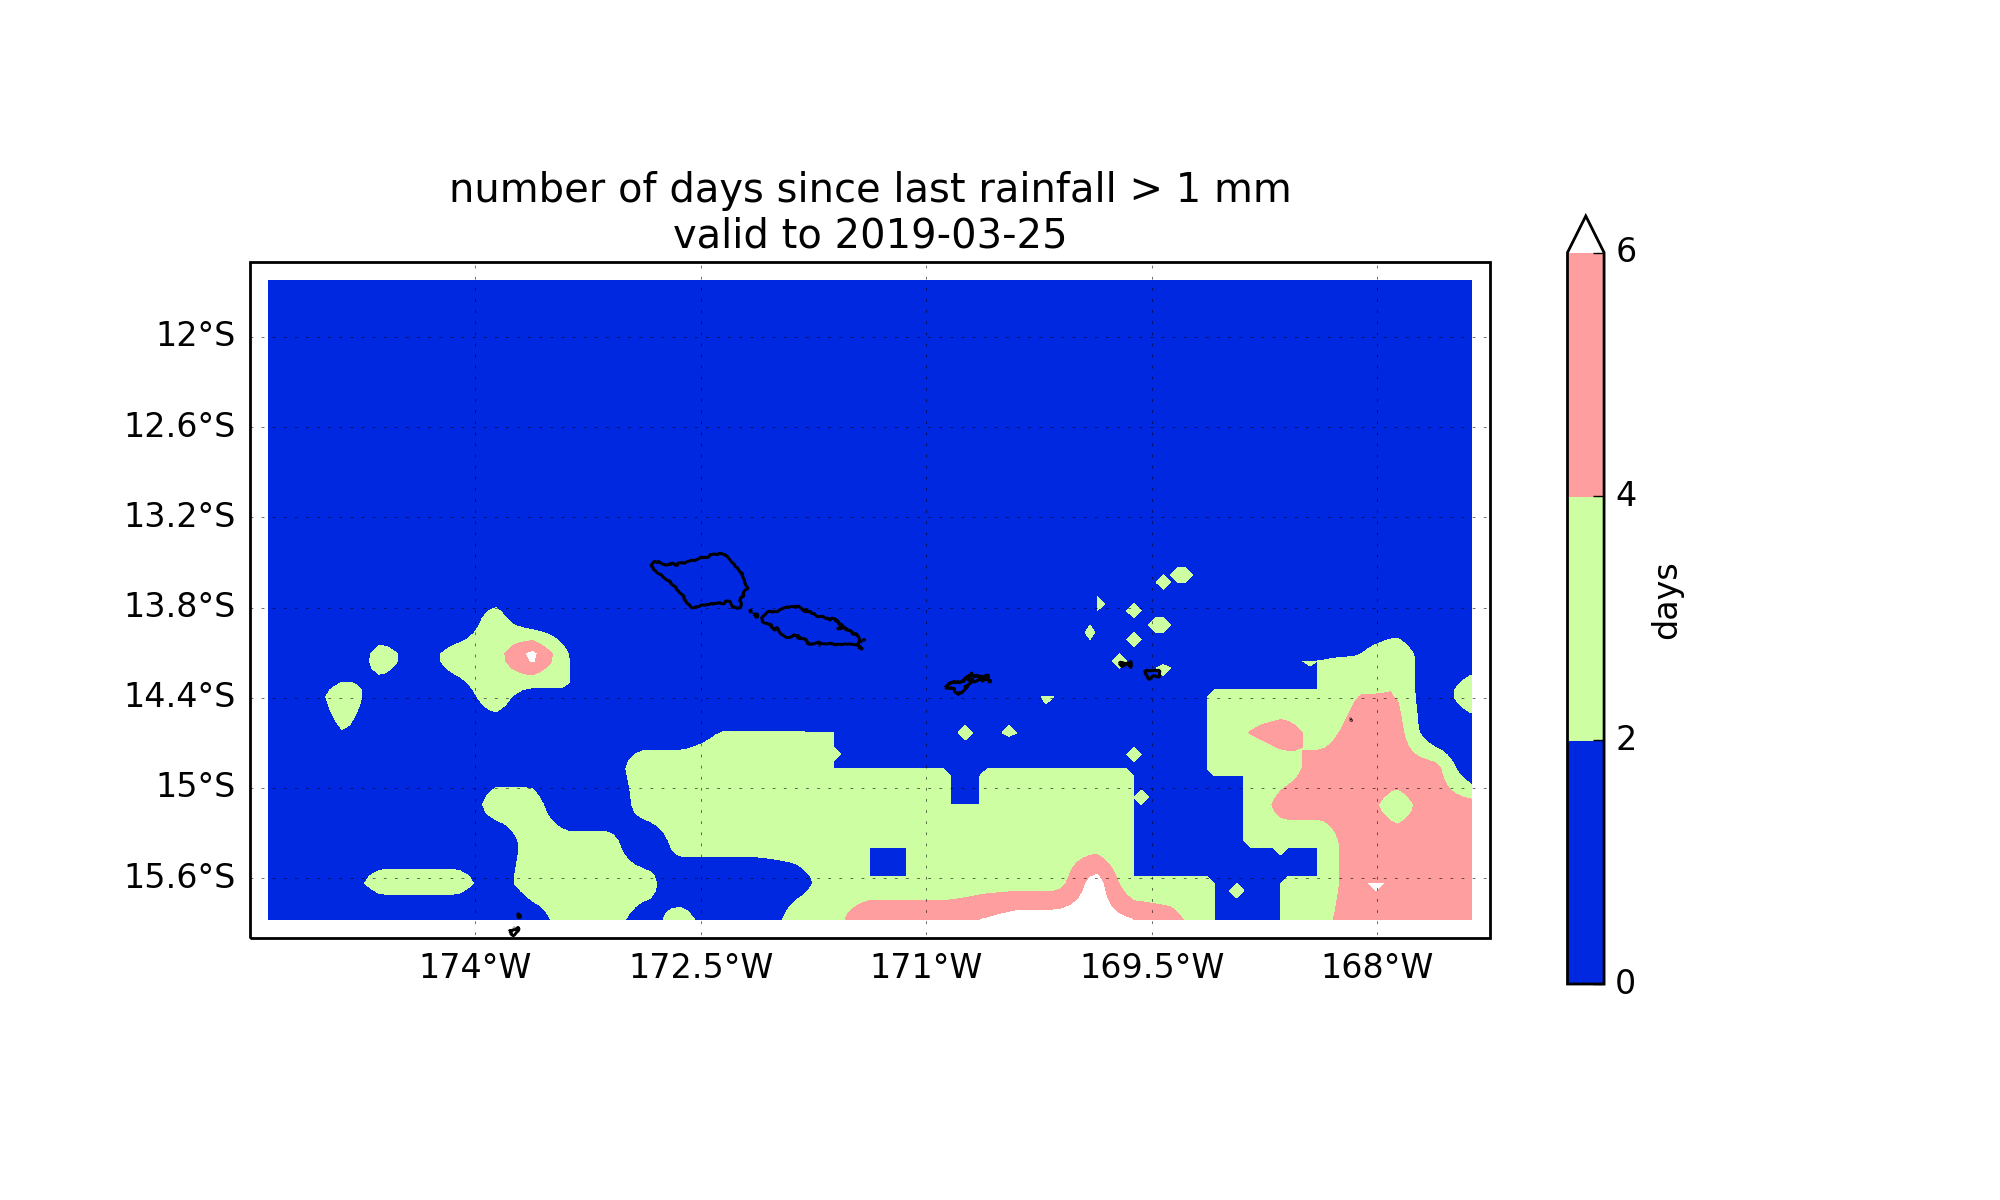 number of days since last rainfall > 1 mm
valid to 2019-03-25
12°S
12.6°S
13.2°S
13.8°S
14.4°S
15°S
15.6°S
174°W
172.5°W
171°W
169.5°W
168°W
6
4
2
0
days